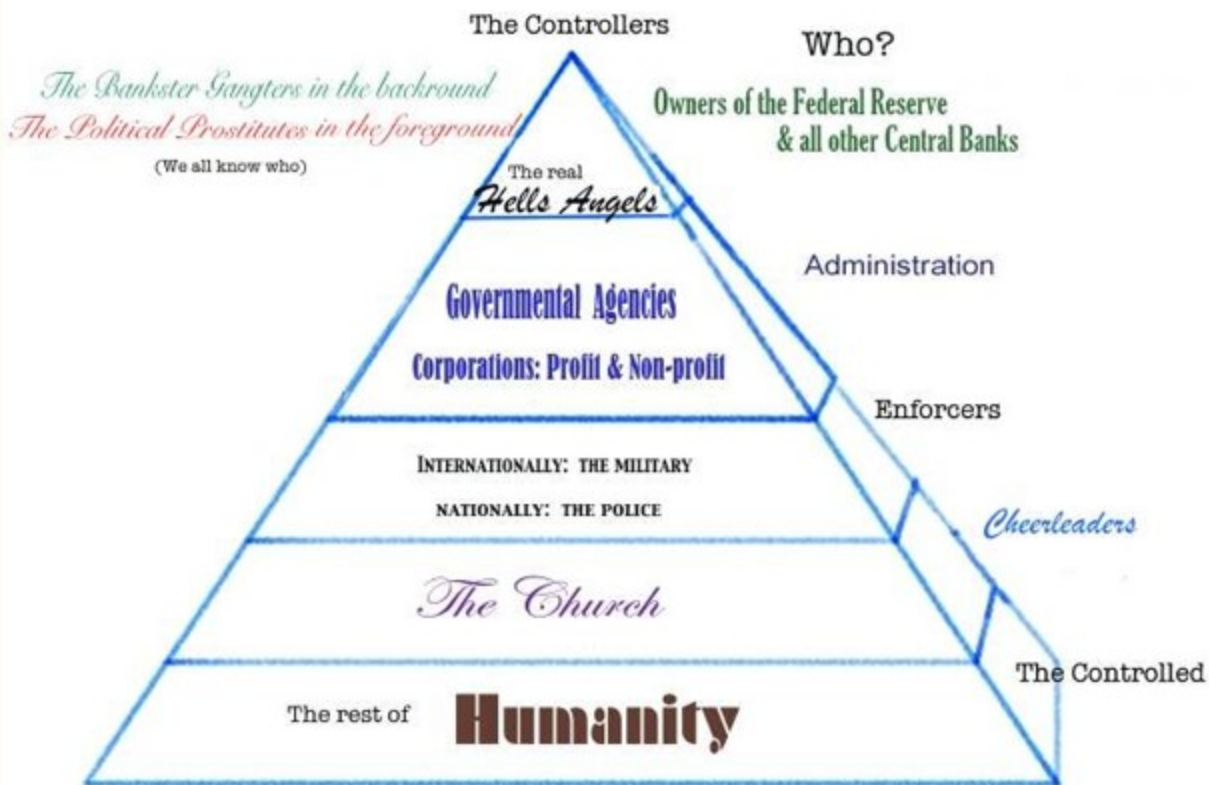 The Controllers
Who?
The Bankster Gangters in the backround
The Political Prostitutes in the foreground
(We all know who)
Owners of the Federal Reserve
& all other Central Banks
The real
Hells Angels
Administration
Governmental Agencies
Corporations: Profit & Non-profit
Enforcers
Internationally: the military
nationally: the police
Cheerleaders
The Church
The Controlled
The rest of Humanity